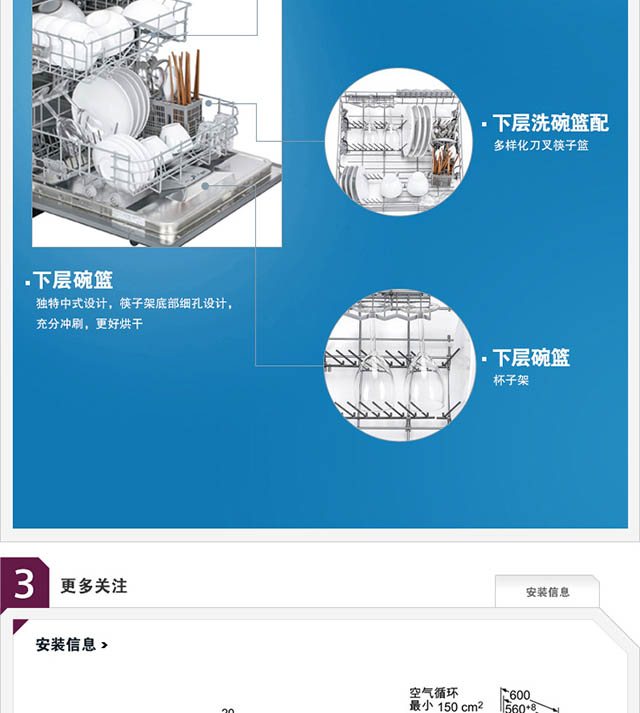 下层洗碗篮配
多样化刀叉筷子篮
下层碗篮
独特中式设计，筷子架底部细孔设计，
充分冲刷，更好烘干
下层碗篮
杯子架
3 更多关注
安装信息
安装信息 >
空气循环
最小 150 cm²
600
560⁺⁸